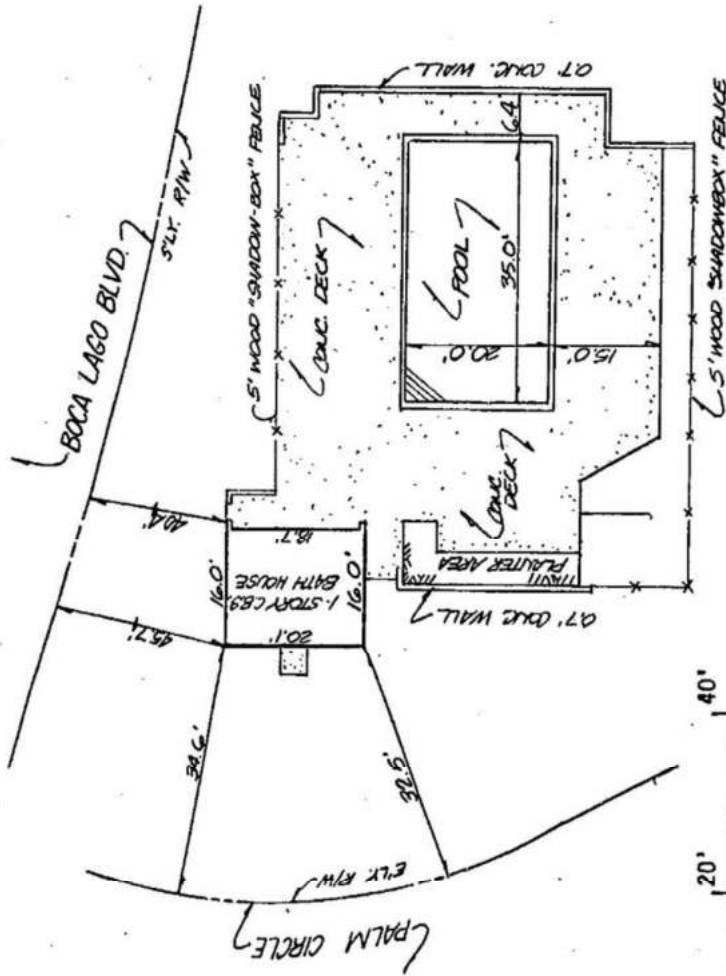 BOCA LAGO BLVD.
S'LY. R/W
5' WOOD "SHADOW-BOX" FENCE
0.7' CONC. WALL
CONC. DECK
6.4
POOL
35.0'
20.0'
15.0'
40.4'
45.7'
18.7'
16.0'
1-STORY C.B.S.
BATH HOUSE
16.0'
20.1'
CONC.
DECK
PLANTER AREA
0.7' CONC. WALL
5' WOOD "SHADOWBOX" FENCE
34.6'
32.5'
E'LY. R/W
PALM CIRCLE
20'
40'